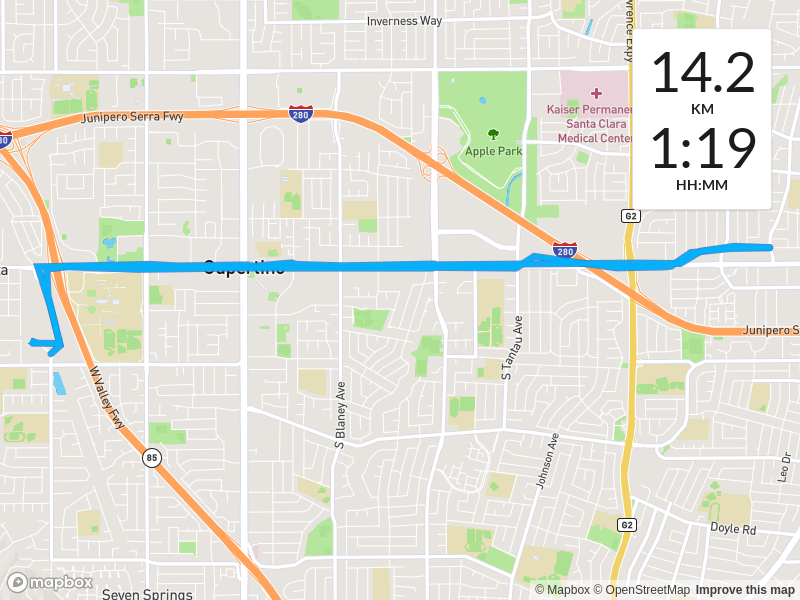 Inverness Way
14.2
KM
1:19
HH:MM
Junipero Serra Fwy
280
Kaiser Permanen
Santa Clara
Medical Center
Apple Park
G2
280
Cupertino
Junipero S
S Tantau Ave
W Valley Fwy
S Blaney Ave
85
Johnson Ave
Leo Dr
G2
Doyle Rd
mapbox
Seven Springs
© Mapbox © OpenStreetMap Improve this map